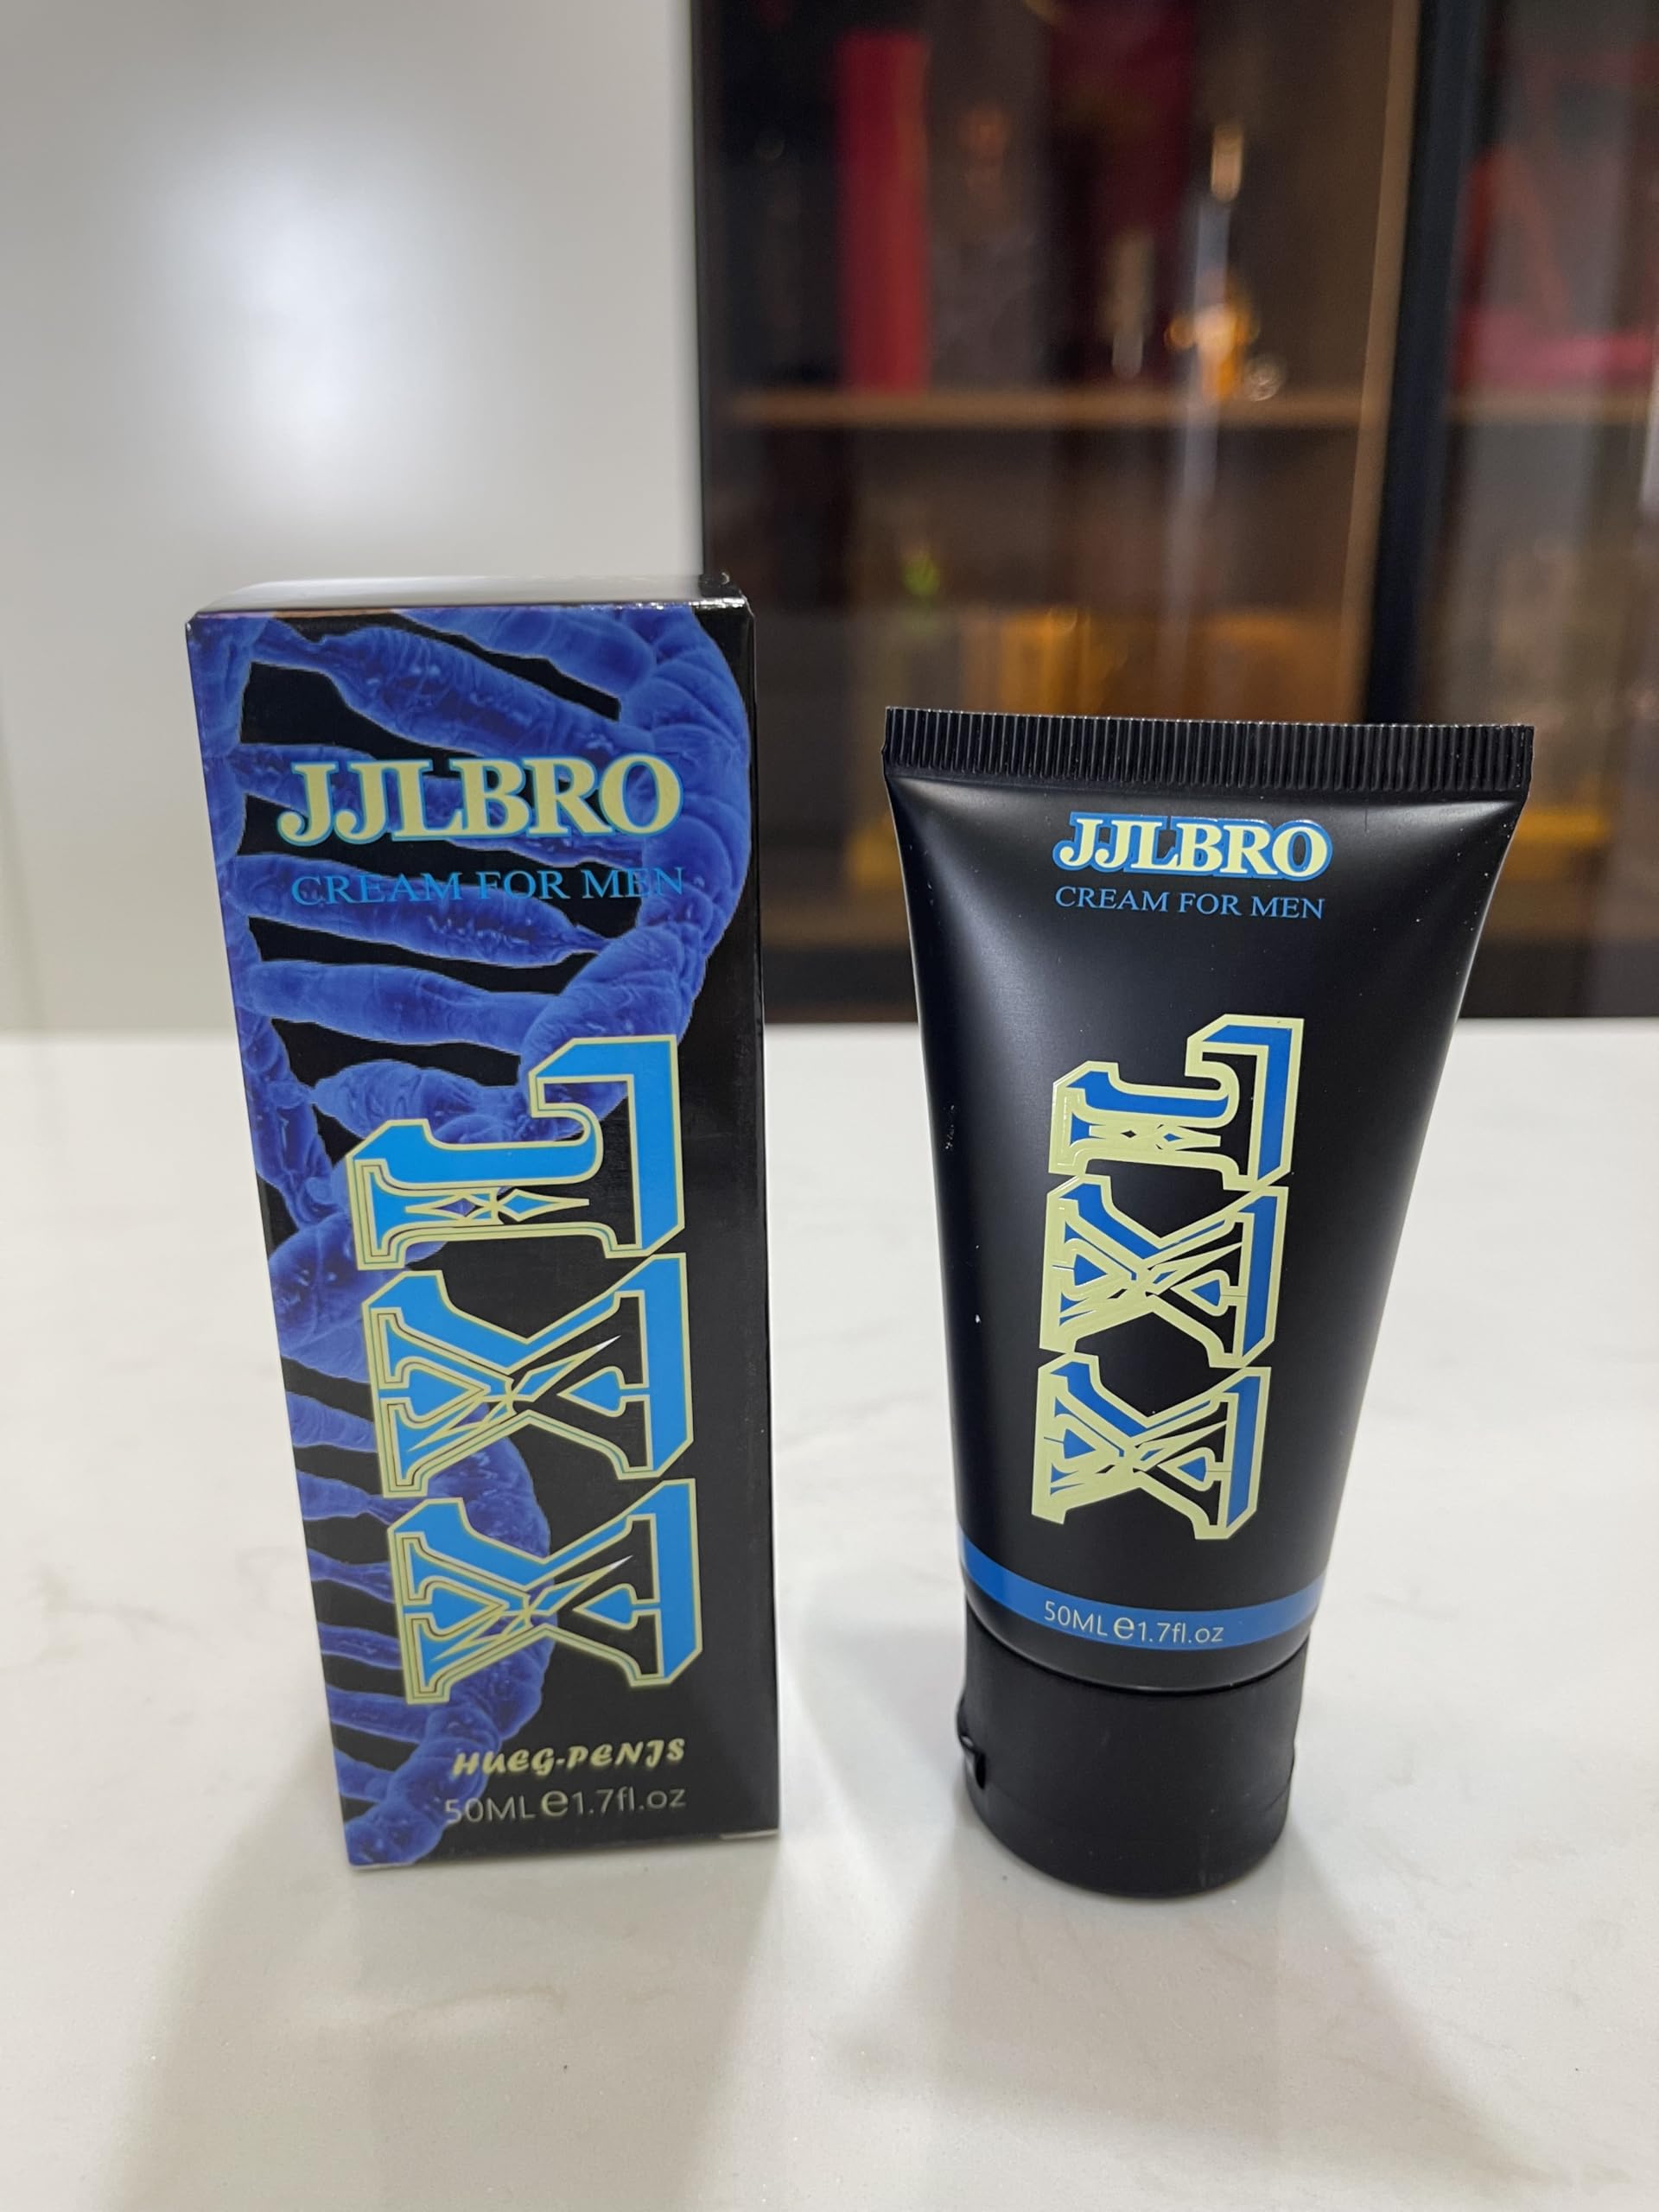 JJLBRO
CREAM FOR MEN
XXL
HUEG-PENJS
50ML e 1.7fl.oz
JJLBRO
CREAM FOR MEN
XXL
50ML e 1.7fl.oz